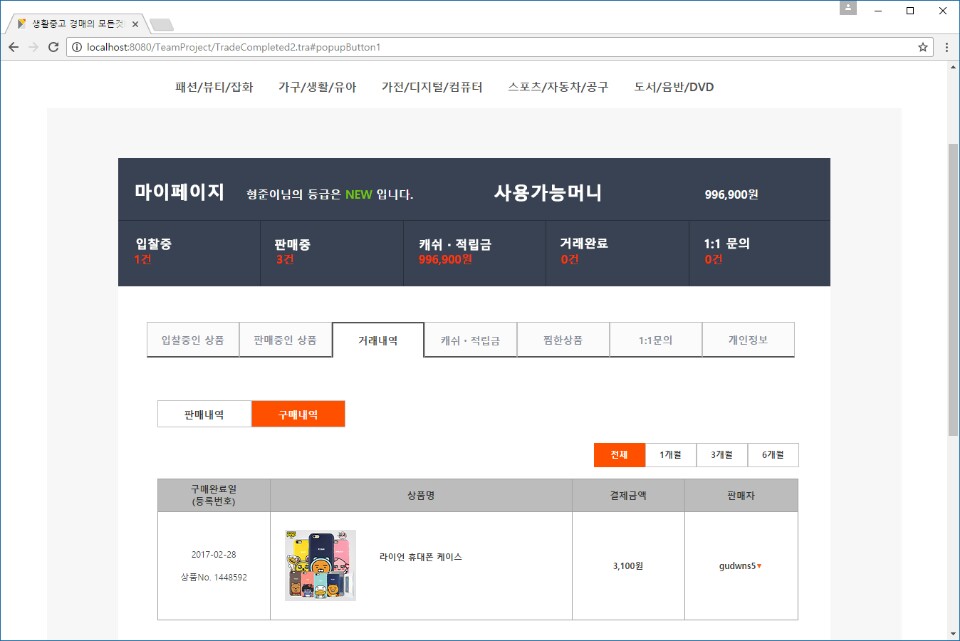 생활중고 경매의 모든것
localhost:8080/TeamProject/TradeCompleted2.tra#popupButton1
패션/뷰티/잡화 가구/생활/유아 가전/디지털/컴퓨터 스포츠/자동차/공구 도서/음반/DVD
마이페이지 형준이님의 등급은 NEW 입니다. 사용가능머니 996,900원
입찰중 판매중 캐쉬·적립금 거래완료 1:1 문의
1건 3건 996,900원 0건 0건
입찰중인 상품 판매중인 상품 거래내역 캐쉬·적립금 찜한상품 1:1문의 개인정보
판매내역 구매내역
전체 1개월 3개월 6개월
구매완료일
(등록번호) 상품명 결제금액 판매자
2017-02-28
라이언 휴대폰 케이스
3,100원 gudwns5▼
상품No. 1448592